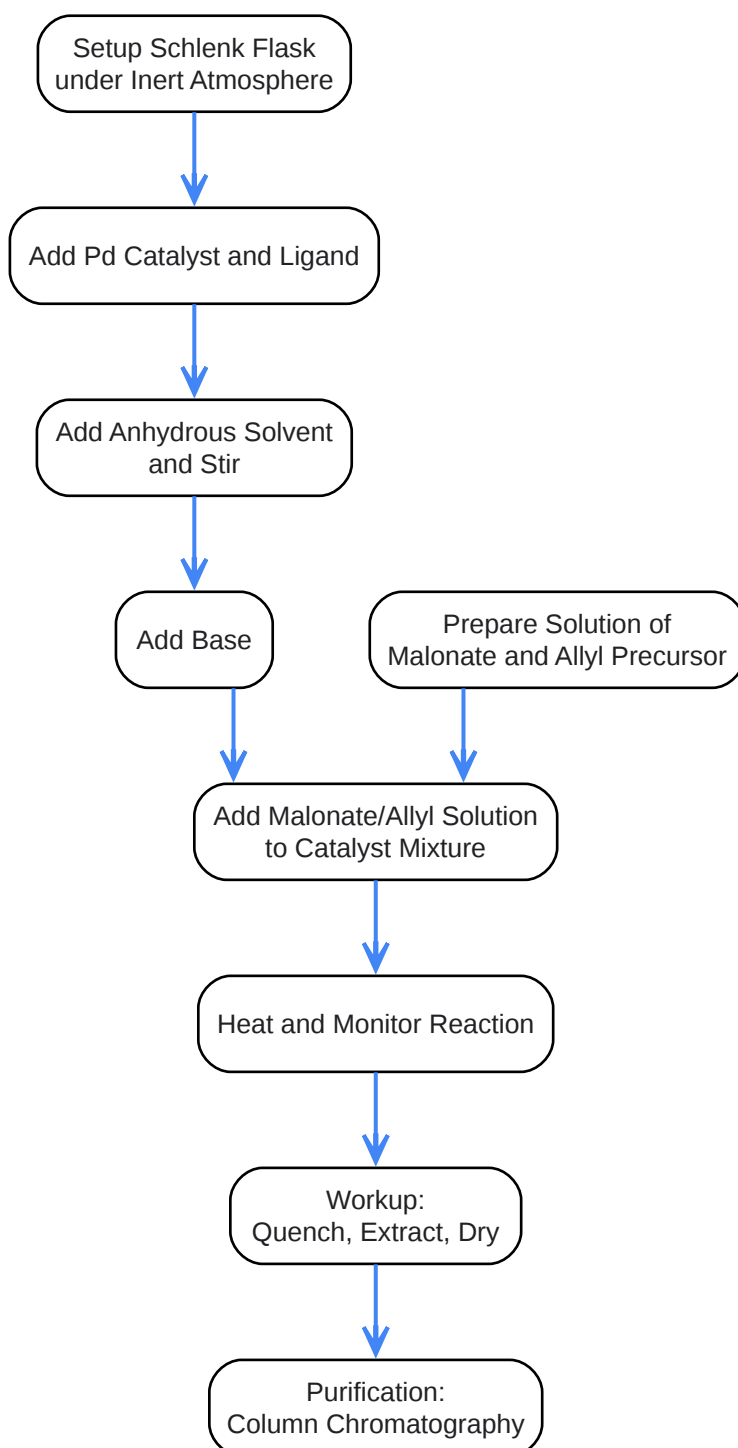 Setup Schlenk Flask
under Inert Atmosphere
Add Pd Catalyst and Ligand
Add Anhydrous Solvent
and Stir
Add Base
Prepare Solution of
Malonate and Allyl Precursor
Add Malonate/Allyl Solution
to Catalyst Mixture
Heat and Monitor Reaction
Workup:
Quench, Extract, Dry
Purification:
Column Chromatography